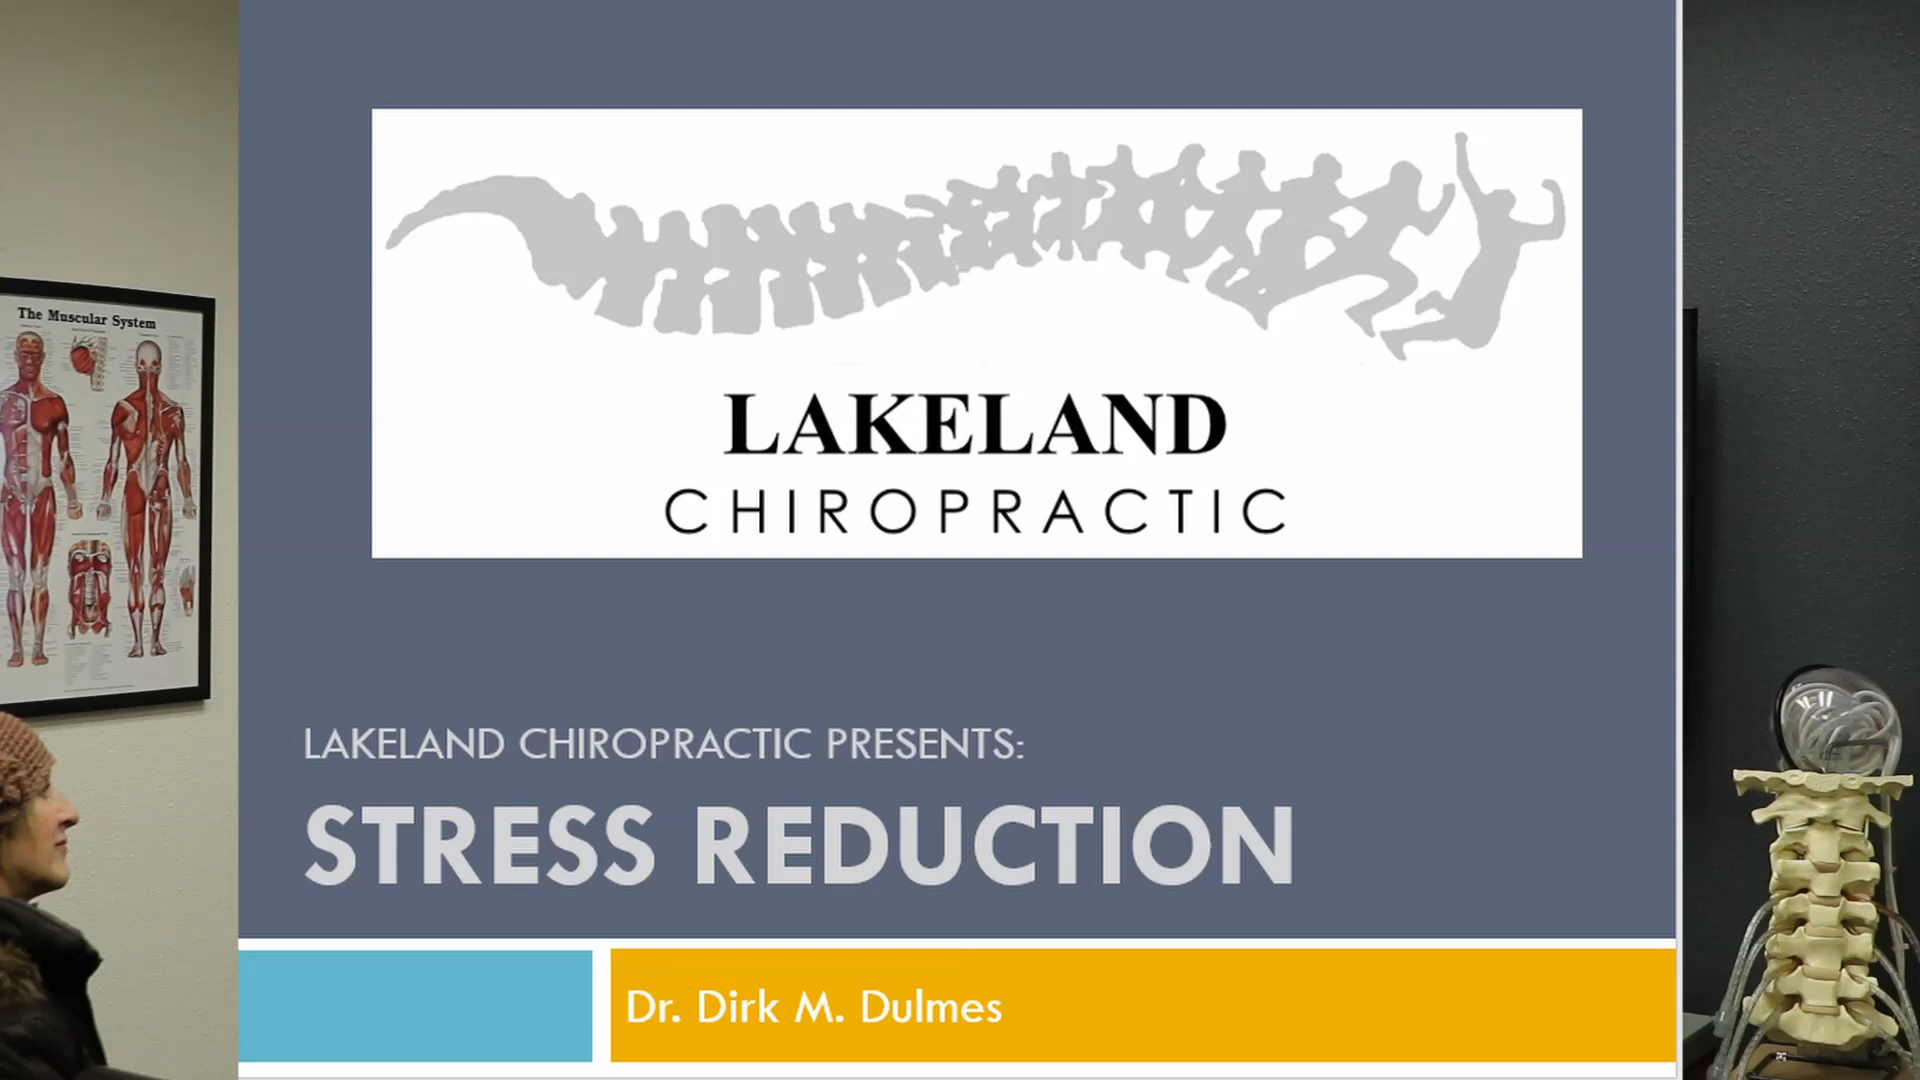 LAKELAND
CHIROPRACTIC
The Muscular System
LAKELAND CHIROPRACTIC PRESENTS:
STRESS REDUCTION
Dr. Dirk M. Dulmes